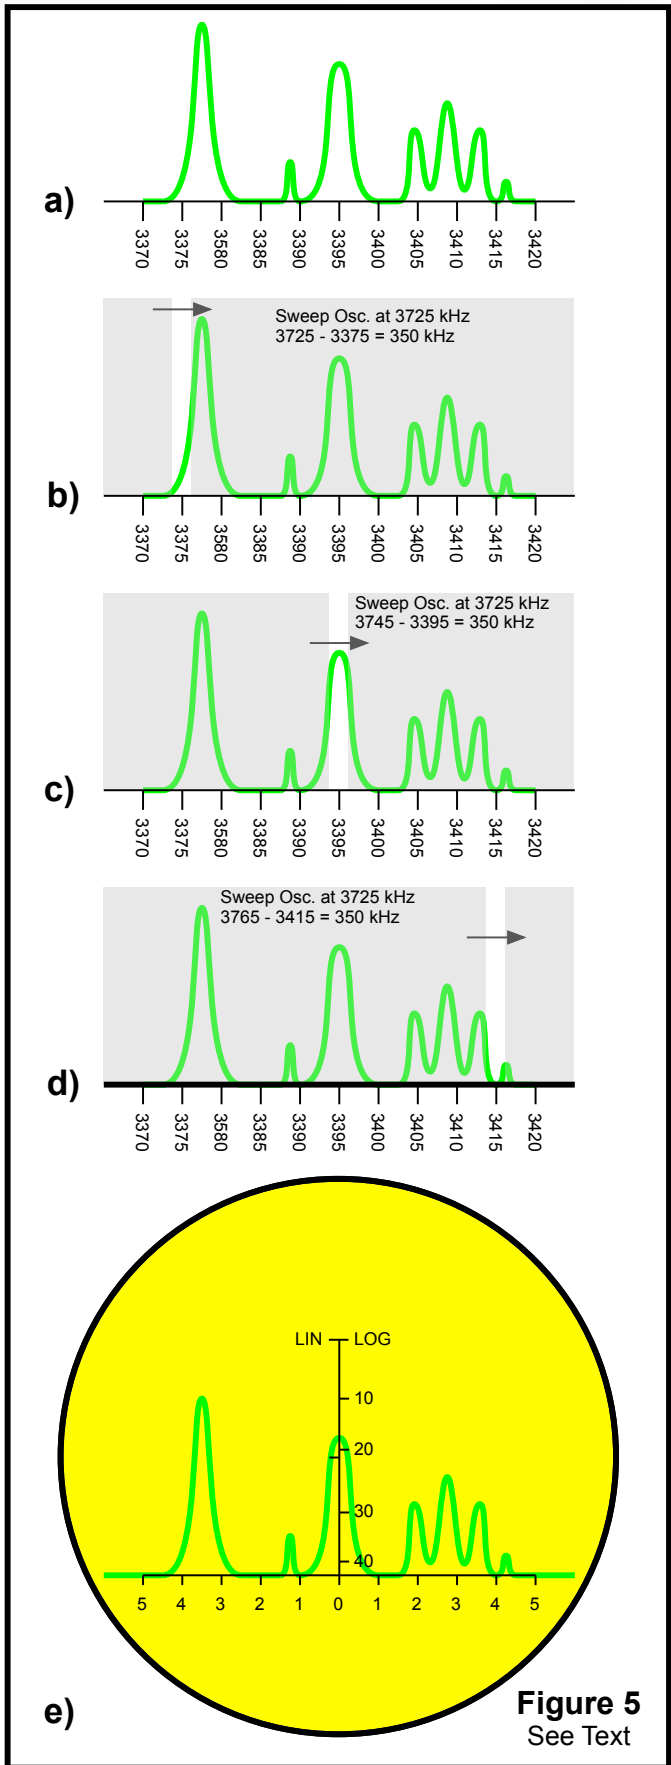 a)
3370 3375 3580 3385 3390 3395 3400 3405 3410 3415 3420
Sweep Osc. at 3725 kHz
3725 - 3375 = 350 kHz
b)
3370 3375 3580 3385 3390 3395 3400 3405 3410 3415 3420
Sweep Osc. at 3725 kHz
3745 - 3395 = 350 kHz
c)
3370 3375 3580 3385 3390 3395 3400 3405 3410 3415 3420
Sweep Osc. at 3725 kHz
3765 - 3415 = 350 kHz
d)
3370 3375 3580 3385 3390 3395 3400 3405 3410 3415 3420
LIN LOG
10
20
30
40
5 4 3 2 1 0 1 2 3 4 5
e)
Figure 5
See Text